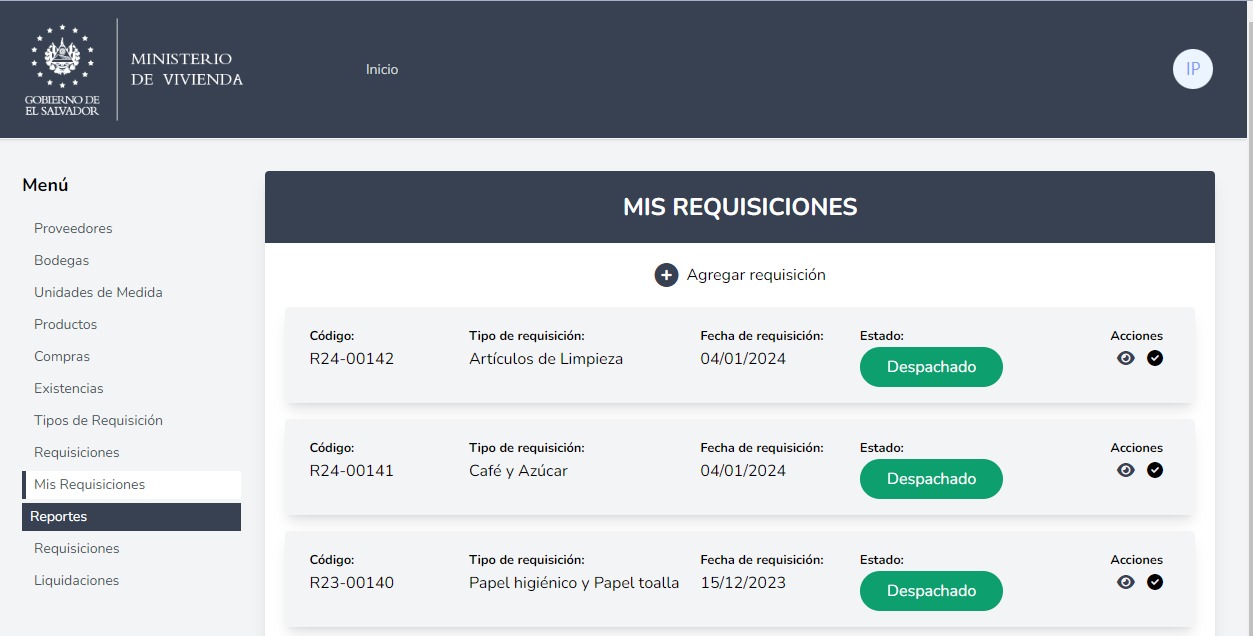 GOBIERNO DE
EL SALVADOR
MINISTERIO
DE VIVIENDA
Inicio
IP
Menú
Proveedores
Bodegas
Unidades de Medida
Productos
Compras
Existencias
Tipos de Requisición
Requisiciones
Mis Requisiciones
Reportes
Requisiciones
Liquidaciones
MIS REQUISICIONES
Agregar requisición
Código: Tipo de requisición: Fecha de requisición: Estado: Acciones
R24-00142 Artículos de Limpieza 04/01/2024 Despachado
Código: Tipo de requisición: Fecha de requisición: Estado: Acciones
R24-00141 Café y Azúcar 04/01/2024 Despachado
Código: Tipo de requisición: Fecha de requisición: Estado: Acciones
R23-00140 Papel higiénico y Papel toalla 15/12/2023 Despachado